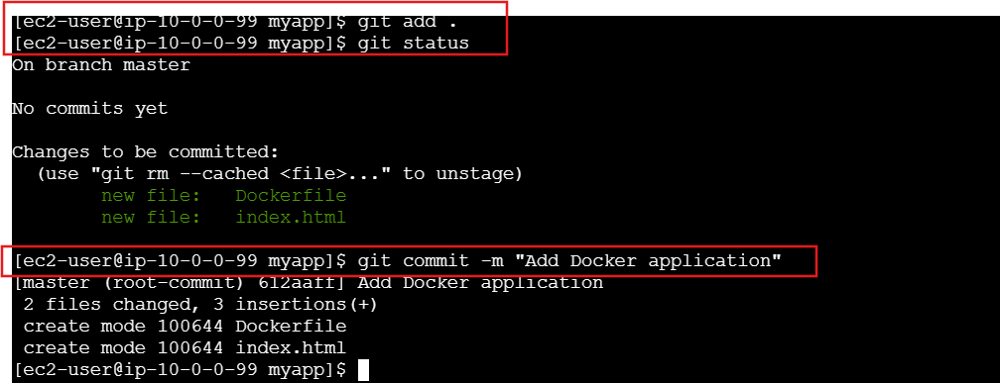 [ec2-user@ip-10-0-0-99 myapp]$ git add .
[ec2-user@ip-10-0-0-99 myapp]$ git status
On branch master
No commits yet
Changes to be committed:
  (use "git rm --cached <file>..." to unstage)
        new file:   Dockerfile
        new file:   index.html
[ec2-user@ip-10-0-0-99 myapp]$ git commit -m "Add Docker application"
[master (root-commit) 612aaff] Add Docker application
 2 files changed, 3 insertions(+)
 create mode 100644 Dockerfile
 create mode 100644 index.html
[ec2-user@ip-10-0-0-99 myapp]$